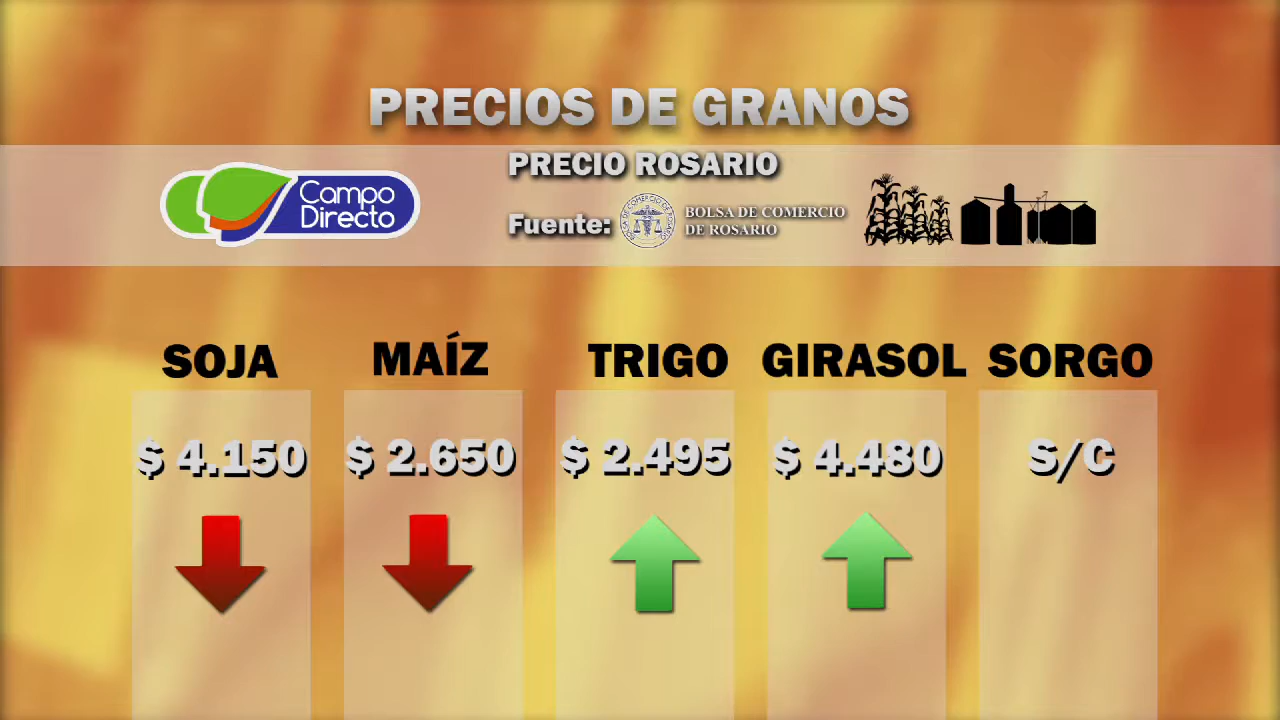 PRECIOS DE GRANOS
PRECIO ROSARIO
Campo
Directo
Fuente:
BOLSA DE COMERCIO
DE ROSARIO
SOJA MAÍZ TRIGO GIRASOL SORGO
$ 4.150 $ 2.650 $ 2.495 $ 4.480 S/C